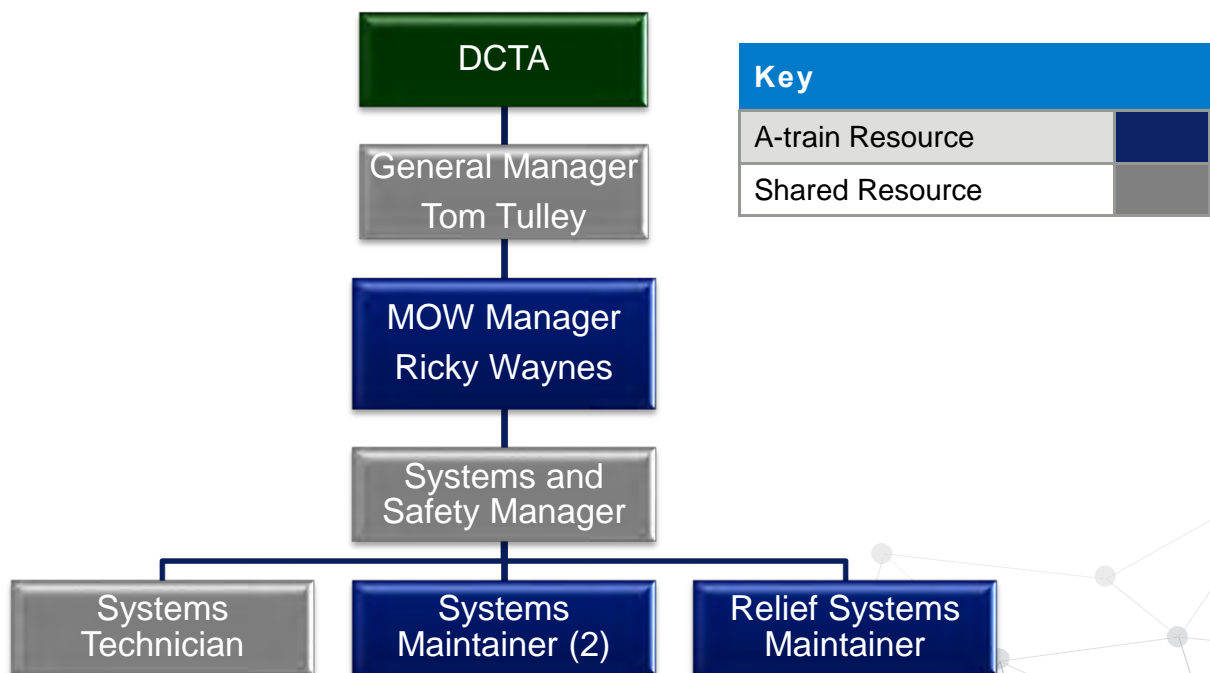 DCTA
Key
A-train Resource
Shared Resource
General Manager
Tom Tulley
MOW Manager
Ricky Waynes
Systems and
Safety Manager
Systems
Technician
Systems
Maintainer (2)
Relief Systems
Maintainer